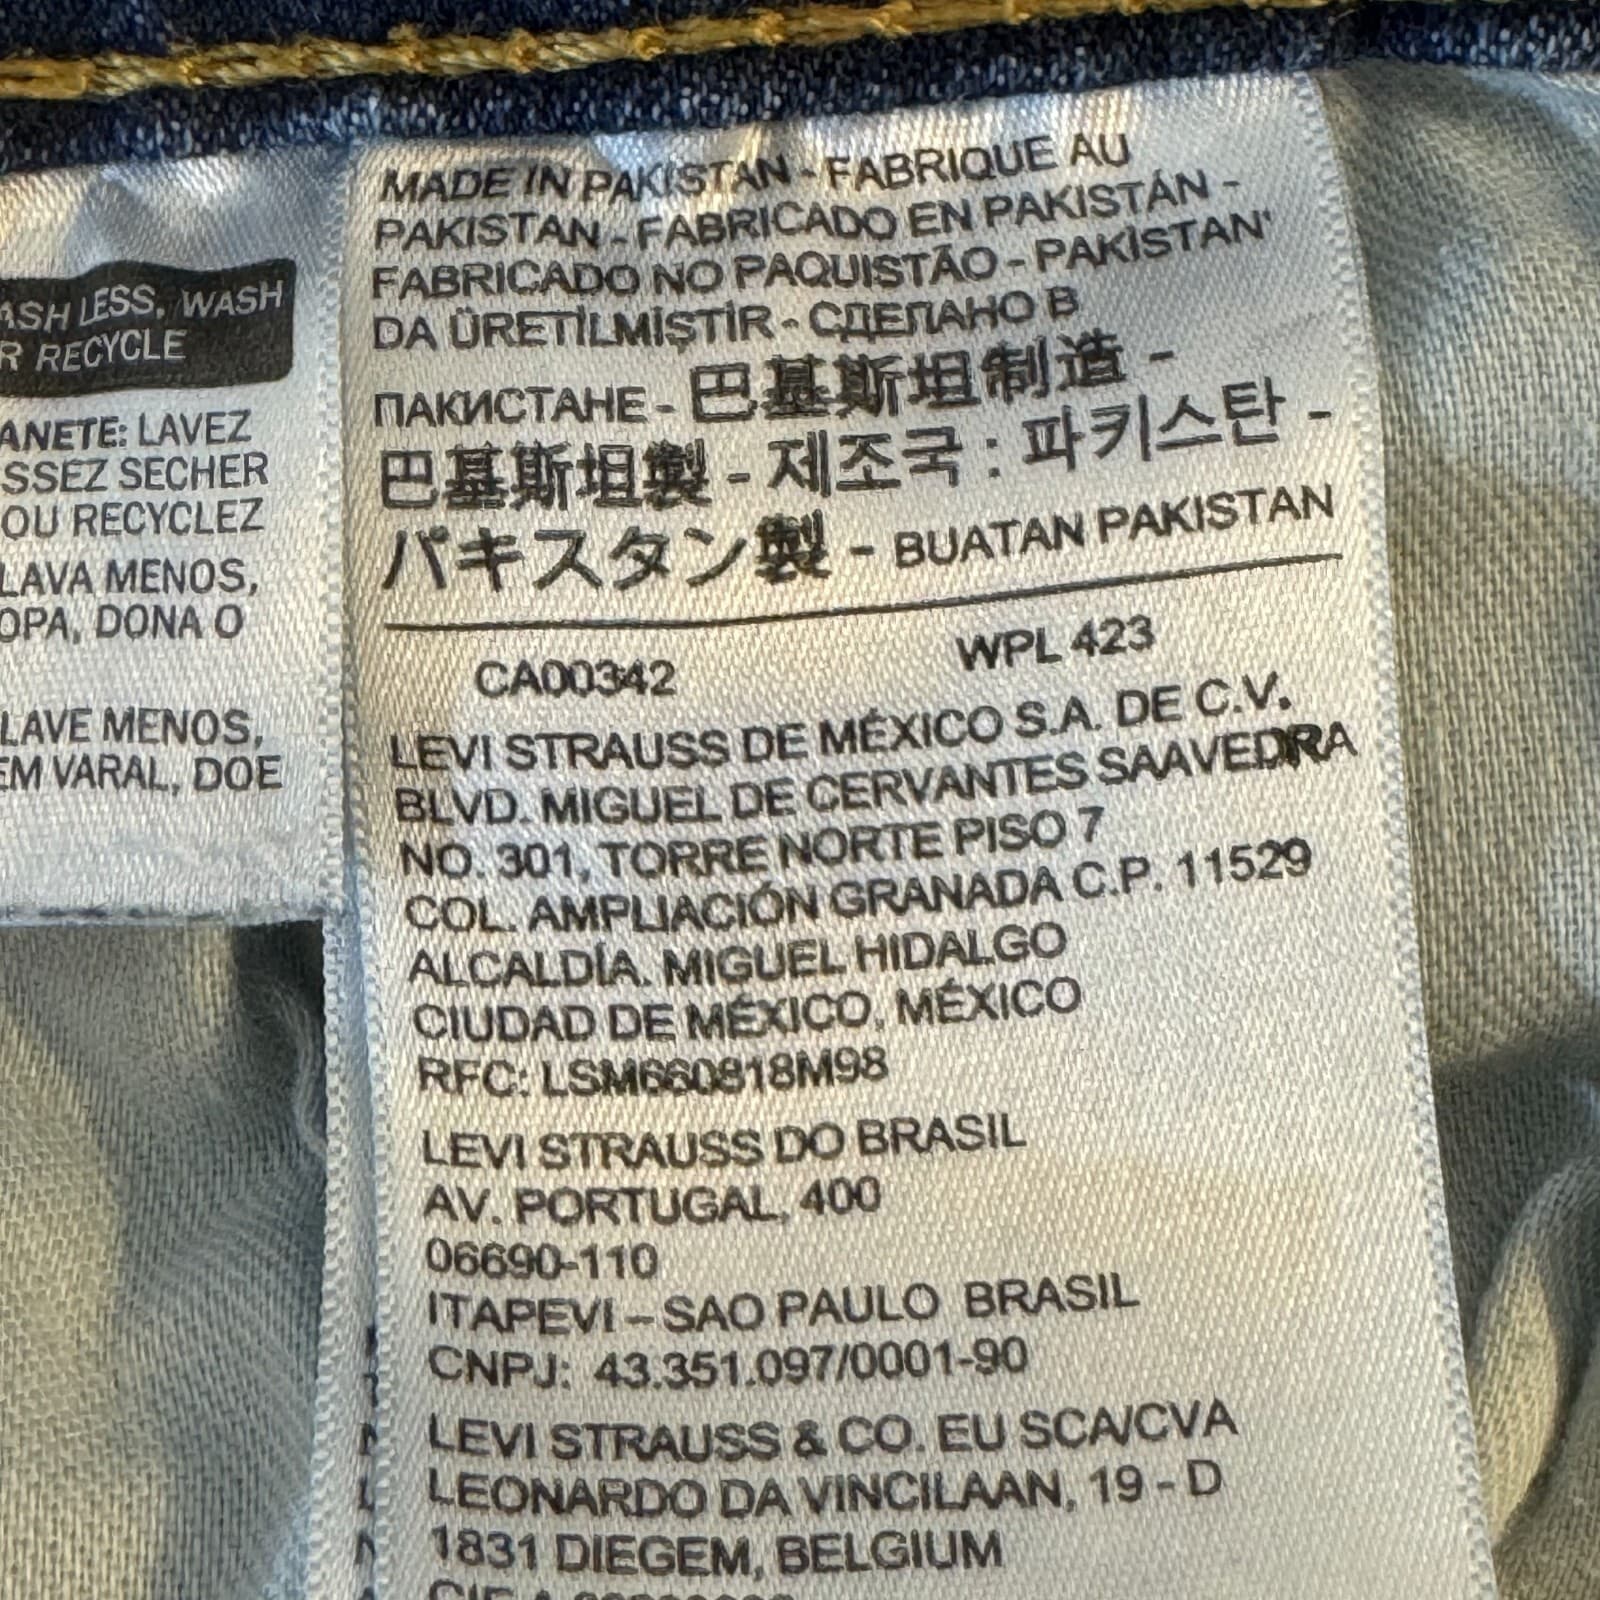 ASH LESS, WASH
R RECYCLE
ANETE: LAVEZ
SSEZ SECHER
OU RECYCLEZ
LAVA MENOS,
OPA, DONA O
LAVE MENOS,
EM VARAL, DOE
MADE IN PAKISTAN - FABRIQUE AU
PAKISTAN - FABRICADO EN PAKISTÁN -
FABRICADO NO PAQUISTÃO - PAKİSTAN'
DA ÜRETİLMİŞTİR - СДЕЛАНО В
ПАКИСТАНЕ - 巴基斯坦制造 -
巴基斯坦製 - 제조국 : 파키스탄 -
パキスタン製 - BUATAN PAKISTAN
CA00342 WPL 423
LEVI STRAUSS DE MÉXICO S.A. DE C.V.
BLVD. MIGUEL DE CERVANTES SAAVEDRA
NO. 301, TORRE NORTE PISO 7
COL. AMPLIACIÓN GRANADA C.P. 11529
ALCALDÍA. MIGUEL HIDALGO
CIUDAD DE MÉXICO, MÉXICO
RFC: LSM660818M98
LEVI STRAUSS DO BRASIL
AV. PORTUGAL, 400
06690-110
ITAPEVI – SAO PAULO BRASIL
CNPJ: 43.351.097/0001-90
LEVI STRAUSS & CO. EU SCA/CVA
LEONARDO DA VINCILAAN, 19 - D
1831 DIEGEM, BELGIUM